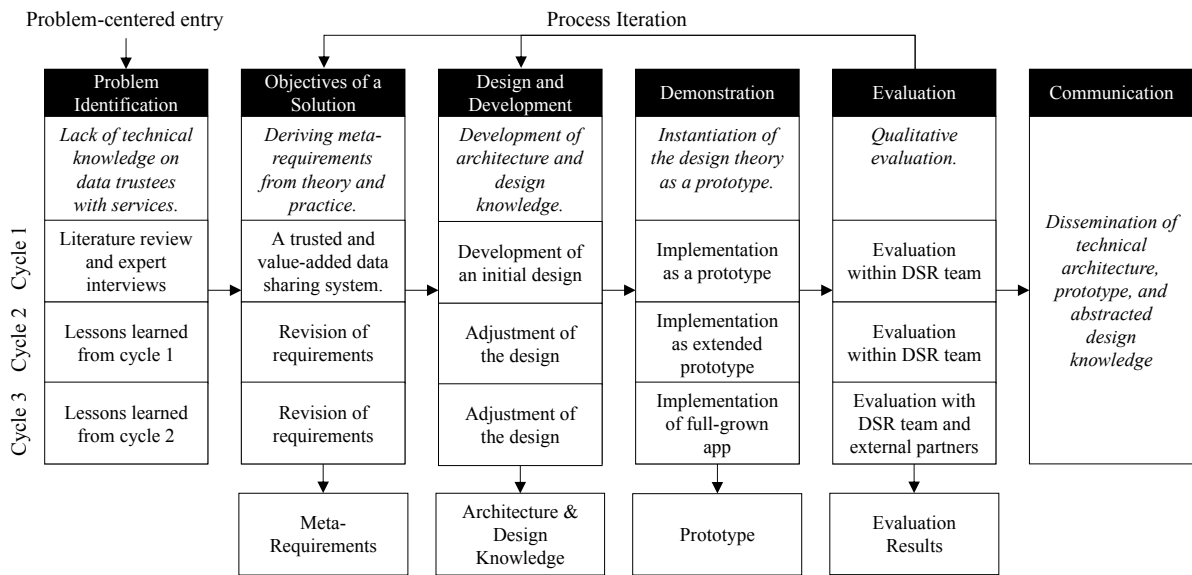 Problem-centered entry
Process Iteration
Problem
Identification
Objectives of a
Solution
Design and
Development
Demonstration
Evaluation
Communication
Lack of technical
knowledge on
data trustees
with services.
Deriving meta-
requirements
from theory and
practice.
Development of
architecture and
design
knowledge.
Instantiation of
the design theory
as a prototype.
Qualitative
evaluation.
Dissemination of
technical
architecture,
prototype, and
abstracted
design
knowledge
Cycle 1
Literature review
and expert
interviews
A trusted and
value-added data
sharing system.
Development of
an initial design
Implementation
as a prototype
Evaluation
within DSR team
Cycle 2
Lessons learned
from cycle 1
Revision of
requirements
Adjustment of
the design
Implementation
as extended
prototype
Evaluation
within DSR team
Cycle 3
Lessons learned
from cycle 2
Revision of
requirements
Adjustment of
the design
Implementation
of full-grown
app
Evaluation with
DSR team and
external partners
Meta-
Requirements
Architecture &
Design
Knowledge
Prototype
Evaluation
Results